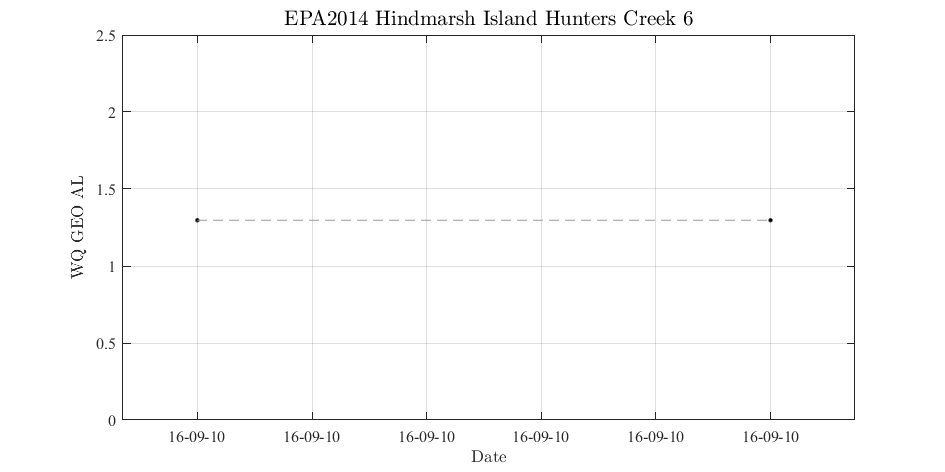 EPA2014 Hindmarsh Island Hunters Creek 6
2.5
2
1.5
1
0.5
0
WQ GEO AL
16-09-10 16-09-10 16-09-10 16-09-10 16-09-10 16-09-10
Date